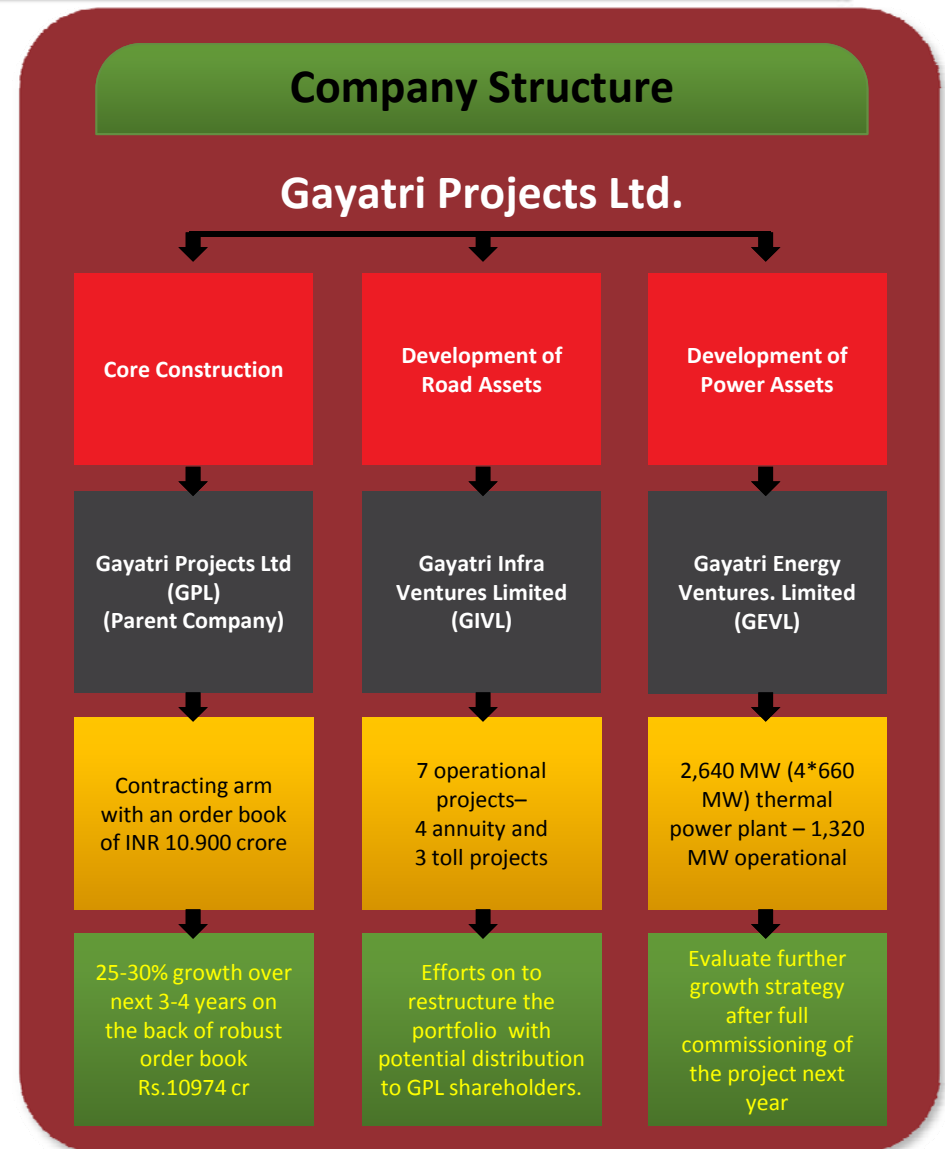 Company Structure
Gayatri Projects Ltd.
Core Construction
Development of
Road Assets
Development of
Power Assets
Gayatri Projects Ltd
(GPL)
(Parent Company)
Gayatri Infra
Ventures Limited
(GIVL)
Gayatri Energy
Ventures. Limited
(GEVL)
Contracting arm
with an order book
of INR 10.900 crore
7 operational
projects–
4 annuity and
3 toll projects
2,640 MW (4*660
MW) thermal
power plant – 1,320
MW operational
25-30% growth over
next 3-4 years on
the back of robust
order book
Rs.10974 cr
Efforts on to
restructure the
portfolio with
potential distribution
to GPL shareholders.
Evaluate further
growth strategy
after full
commissioning of
the project next
year